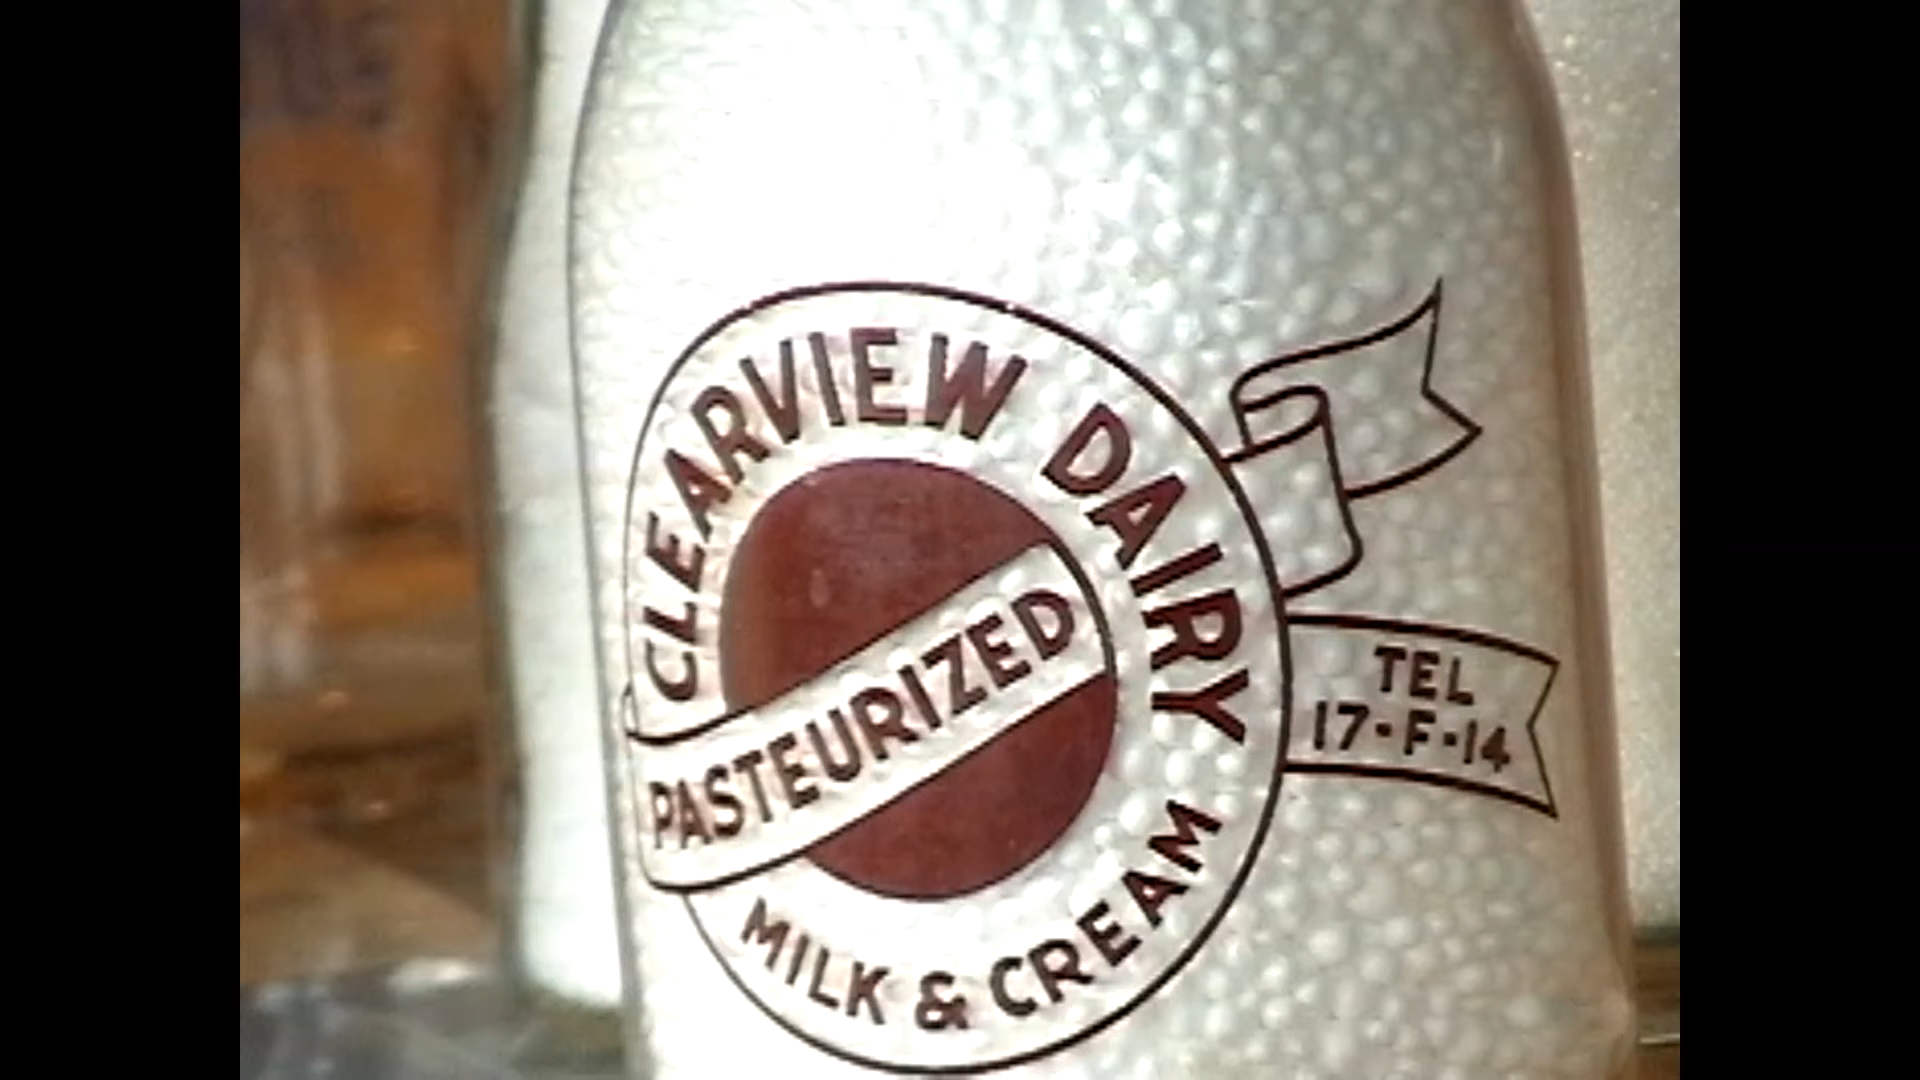 CLEARVIEW DAIRY
PASTEURIZED
MILK & CREAM
TEL
17-F-14